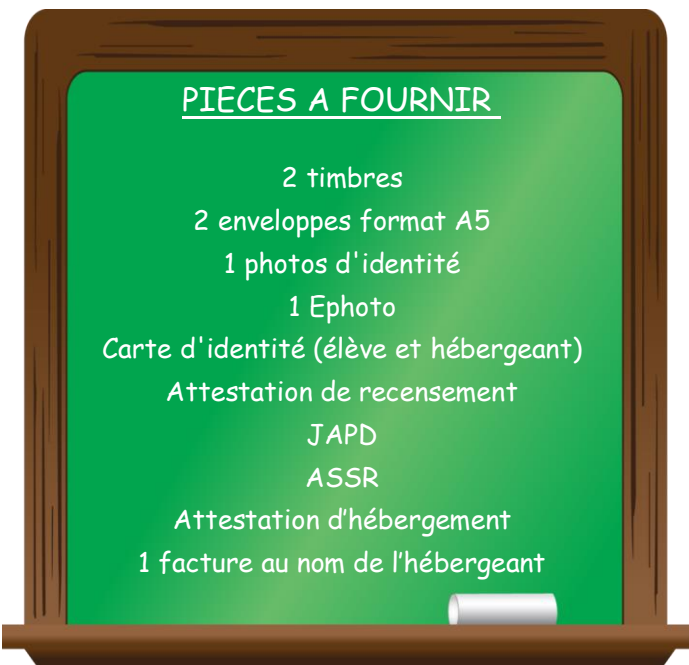 PIECES A FOURNIR
2 timbres
2 enveloppes format A5
1 photos d'identité
1 Ephoto
Carte d'identité (élève et hébergeant)
Attestation de recensement
JAPD
ASSR
Attestation d’hébergement
1 facture au nom de l’hébergeant